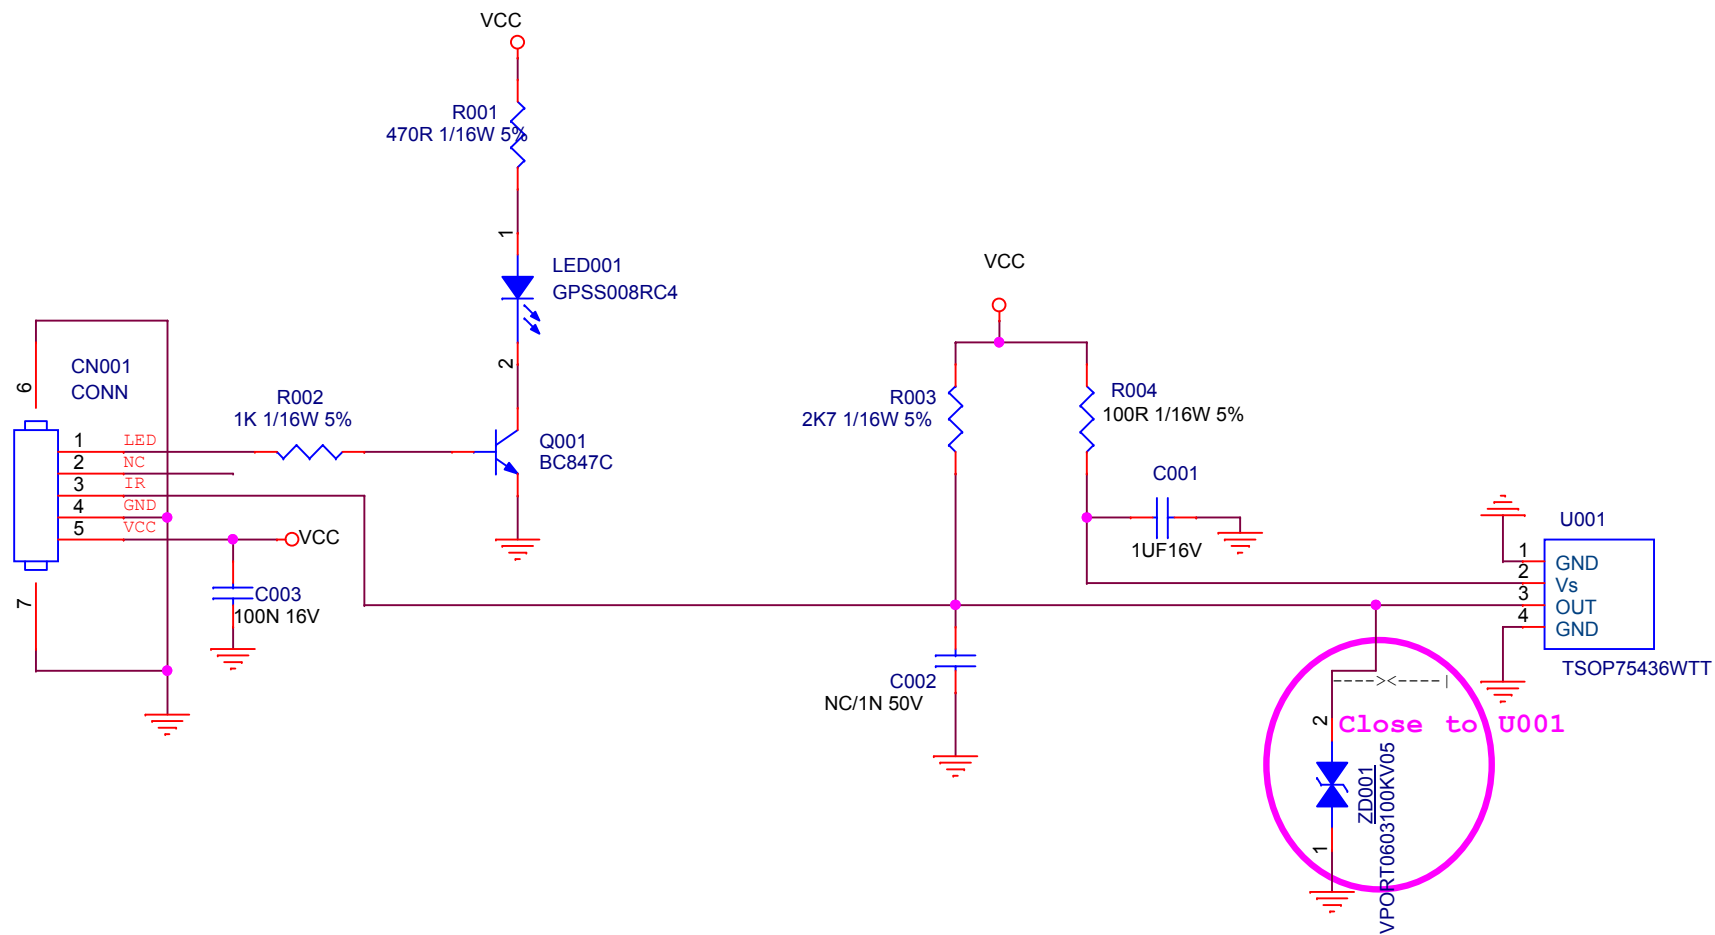 VCC
R001
470R 1/16W 5%
1
LED001
GPSS008RC4
2
VCC
CN001
CONN
6
R002
1K 1/16W 5%
1 LED
2 NC
3 IR
4 GND
5 VCC
VCC
7
C003
100N 16V
Q001
BC847C
R003
2K7 1/16W 5%
R004
100R 1/16W 5%
C001
1UF16V
C002
NC/1N 50V
U001
1 GND
2 Vs
3 OUT
4 GND
TSOP75436WTT
---->< ----|
Close to U001
2
ZD001
VPORT0603100KV05
1